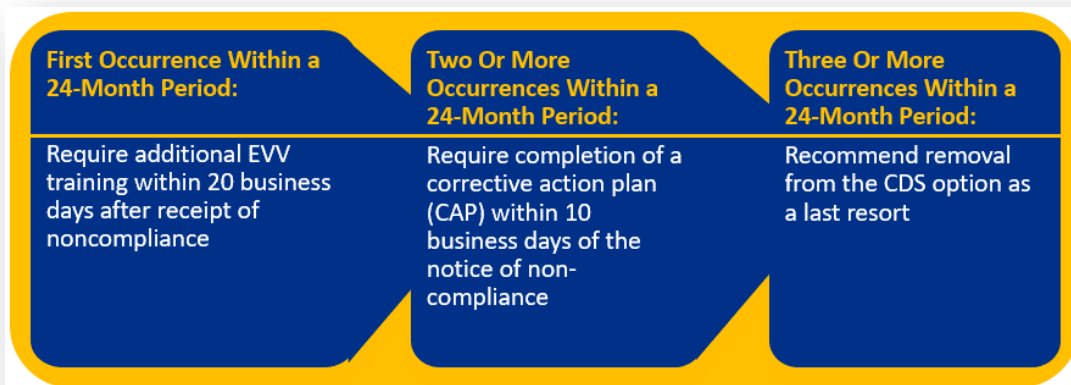 First Occurrence Within a
24-Month Period:
Require additional EVV
training within 20 business
days after receipt of
noncompliance
Two Or More
Occurrences Within a
24-Month Period:
Require completion of a
corrective action plan
(CAP) within 10
business days of the
notice of non-
compliance
Three Or More
Occurrences Within a
24-Month Period:
Recommend removal
from the CDS option as
a last resort